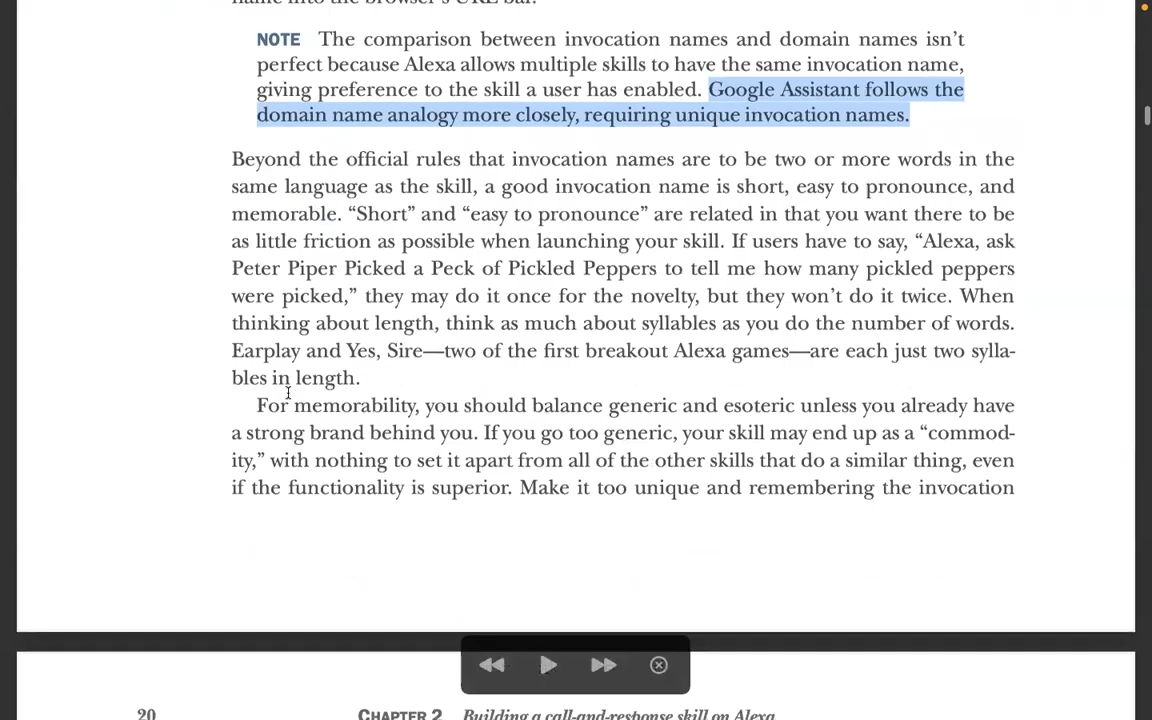 name into the browser's URL bar.
NOTE The comparison between invocation names and domain names isn’t
perfect because Alexa allows multiple skills to have the same invocation name,
giving preference to the skill a user has enabled. Google Assistant follows the
domain name analogy more closely, requiring unique invocation names.
Beyond the official rules that invocation names are to be two or more words in the
same language as the skill, a good invocation name is short, easy to pronounce, and
memorable. “Short” and “easy to pronounce” are related in that you want there to be
as little friction as possible when launching your skill. If users have to say, “Alexa, ask
Peter Piper Picked a Peck of Pickled Peppers to tell me how many pickled peppers
were picked,” they may do it once for the novelty, but they won’t do it twice. When
thinking about length, think as much about syllables as you do the number of words.
Earplay and Yes, Sire—two of the first breakout Alexa games—are each just two sylla-
bles in length.
For memorability, you should balance generic and esoteric unless you already have
a strong brand behind you. If you go too generic, your skill may end up as a “commod-
ity,” with nothing to set it apart from all of the other skills that do a similar thing, even
if the functionality is superior. Make it too unique and remembering the invocation
20 CHAPTER 2 Building a call-and-response skill on Alexa